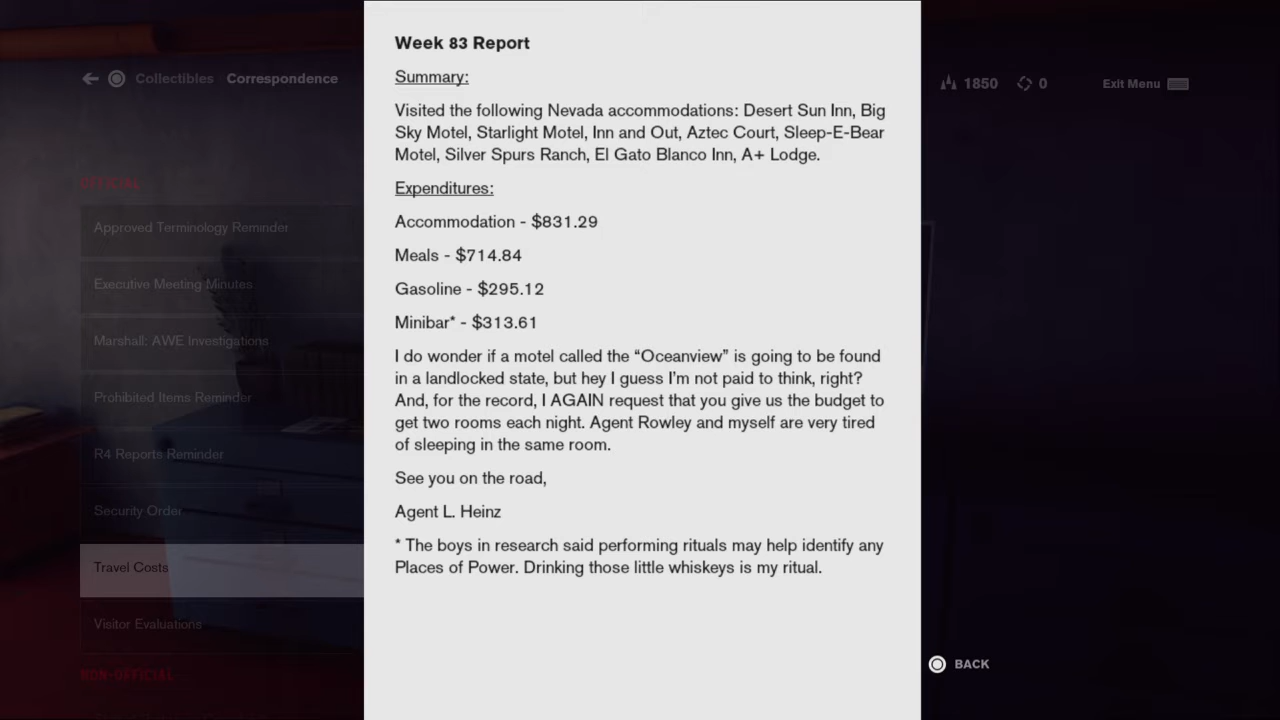 Week 83 Report
Collectibles
Correspondence
1850
0
Exit Menu
Summary:
Visited the following Nevada accommodations: Desert Sun Inn, Big
Sky Motel, Starlight Motel, Inn and Out, Aztec Court, Sleep-E-Bear
Motel, Silver Spurs Ranch, El Gato Blanco Inn, A+ Lodge.
OFFICIAL
Expenditures:
Accommodation - $831.29
Meals - $714.84
Gasoline - $295.12
Minibar* - $313.61
I do wonder if a motel called the “Oceanview” is going to be found
in a landlocked state, but hey I guess I’m not paid to think, right?
And, for the record, I AGAIN request that you give us the budget to
get two rooms each night. Agent Rowley and myself are very tired
of sleeping in the same room.
See you on the road,
Agent L. Heinz
* The boys in research said performing rituals may help identify any
Places of Power. Drinking those little whiskeys is my ritual.
Approved Terminology Reminder
Executive Meeting Minutes
Marshall: AWE Investigations
Prohibited Items Reminder
R4 Reports Reminder
Security Order
Travel Costs
Visitor Evaluations
NON-OFFICIAL
BACK